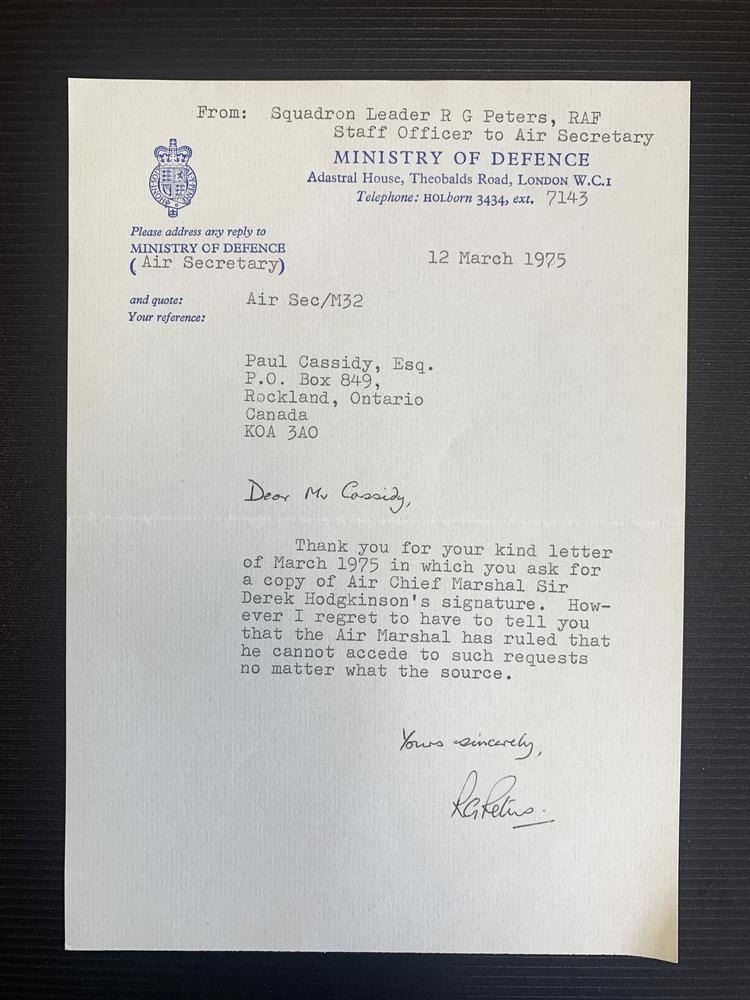 From: Squadron Leader R G Peters, RAF
Staff Officer to Air Secretary
MINISTRY OF DEFENCE
Adastral House, Theobalds Road, LONDON W.C.1
Telephone: HOLborn 3434, ext. 7143
Please address any reply to
MINISTRY OF DEFENCE
(Air Secretary)
12 March 1975
and quote: Air Sec/M32
Your reference:
Paul Cassidy, Esq.
P.O. Box 849,
Rockland, Ontario
Canada
KOA 3AO
Dear Mr Cassidy,
Thank you for your kind letter
of March 1975 in which you ask for
a copy of Air Chief Marshal Sir
Derek Hodgkinson's signature. How-
ever I regret to have to tell you
that the Air Marshal has ruled that
he cannot accede to such requests
no matter what the source.
Yours sincerely,
RGPeters.